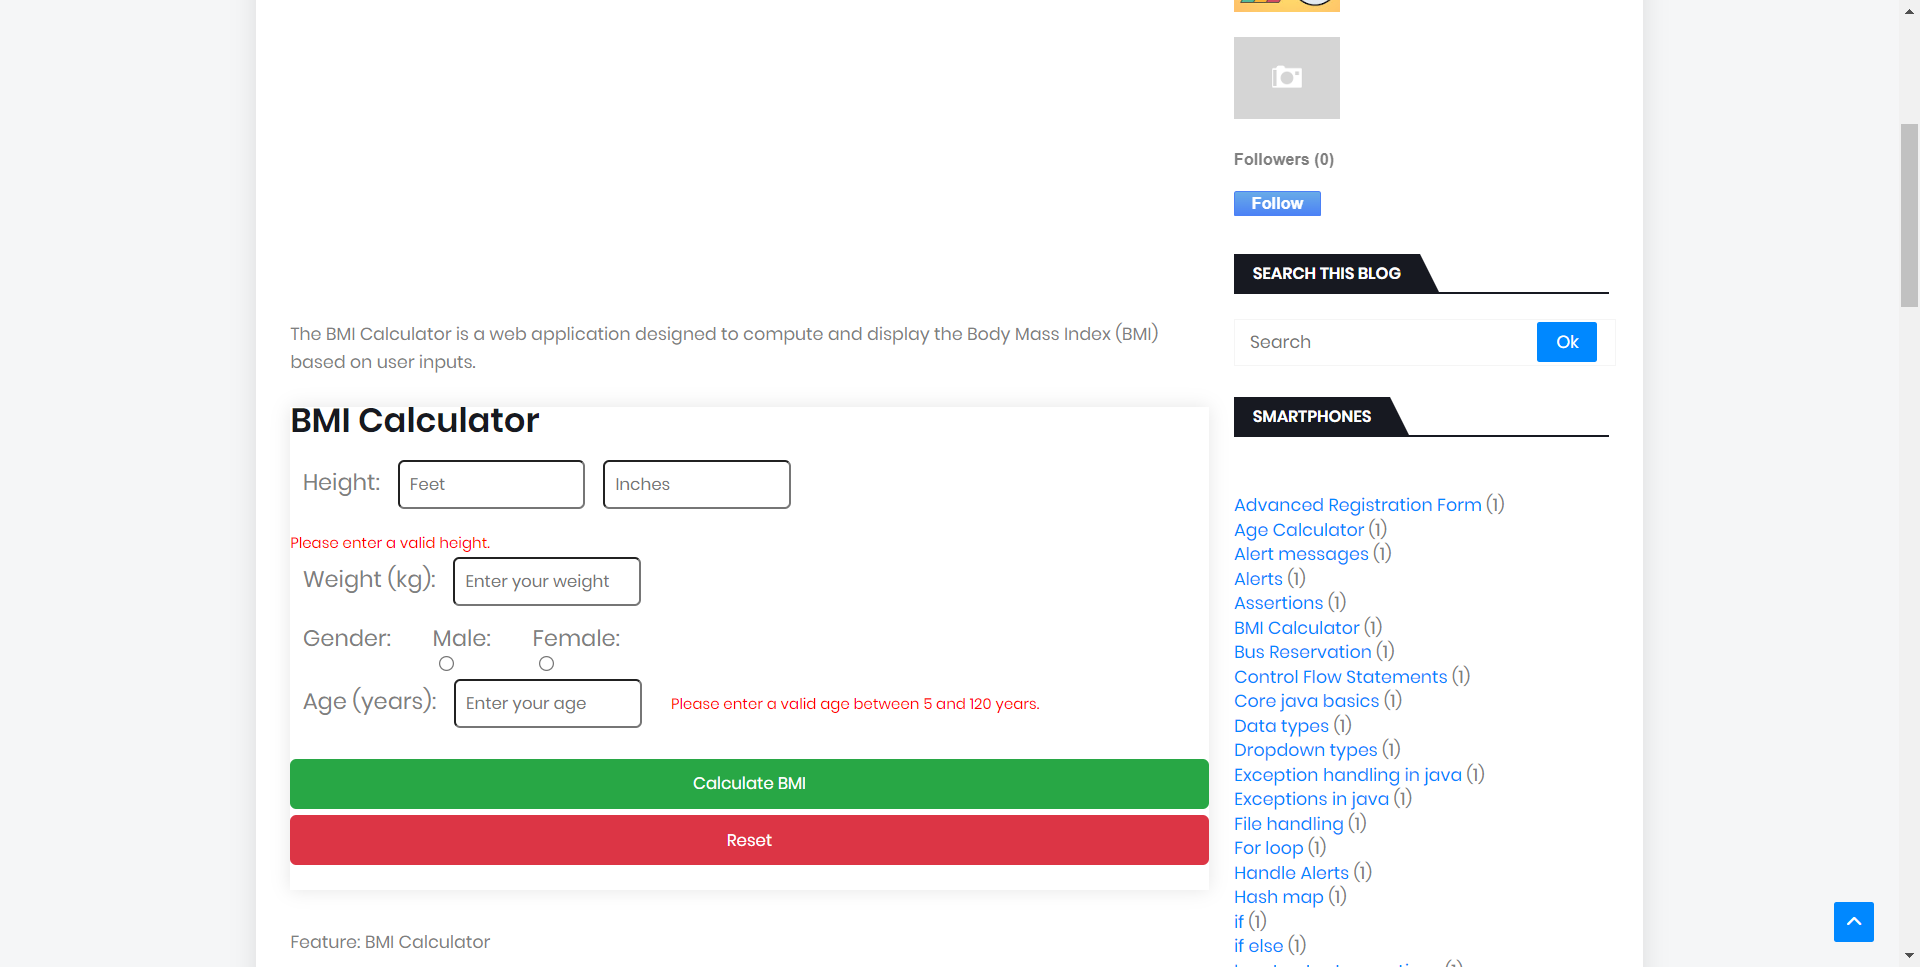 The BMI Calculator is a web application designed to compute and display the Body Mass Index (BMI)
based on user inputs.
BMI Calculator
Height: Feet Inches
Please enter a valid height.
Weight (kg): Enter your weight
Gender: Male: Female:
Age (years): Enter your age Please enter a valid age between 5 and 120 years.
Calculate BMI
Reset
Feature: BMI Calculator
Followers (0)
Follow
SEARCH THIS BLOG
Search Ok
SMARTPHONES
Advanced Registration Form (1)
Age Calculator (1)
Alert messages (1)
Alerts (1)
Assertions (1)
BMI Calculator (1)
Bus Reservation (1)
Control Flow Statements (1)
Core java basics (1)
Data types (1)
Dropdown types (1)
Exception handling in java (1)
Exceptions in java (1)
File handling (1)
For loop (1)
Handle Alerts (1)
Hash map (1)
if (1)
if else (1)